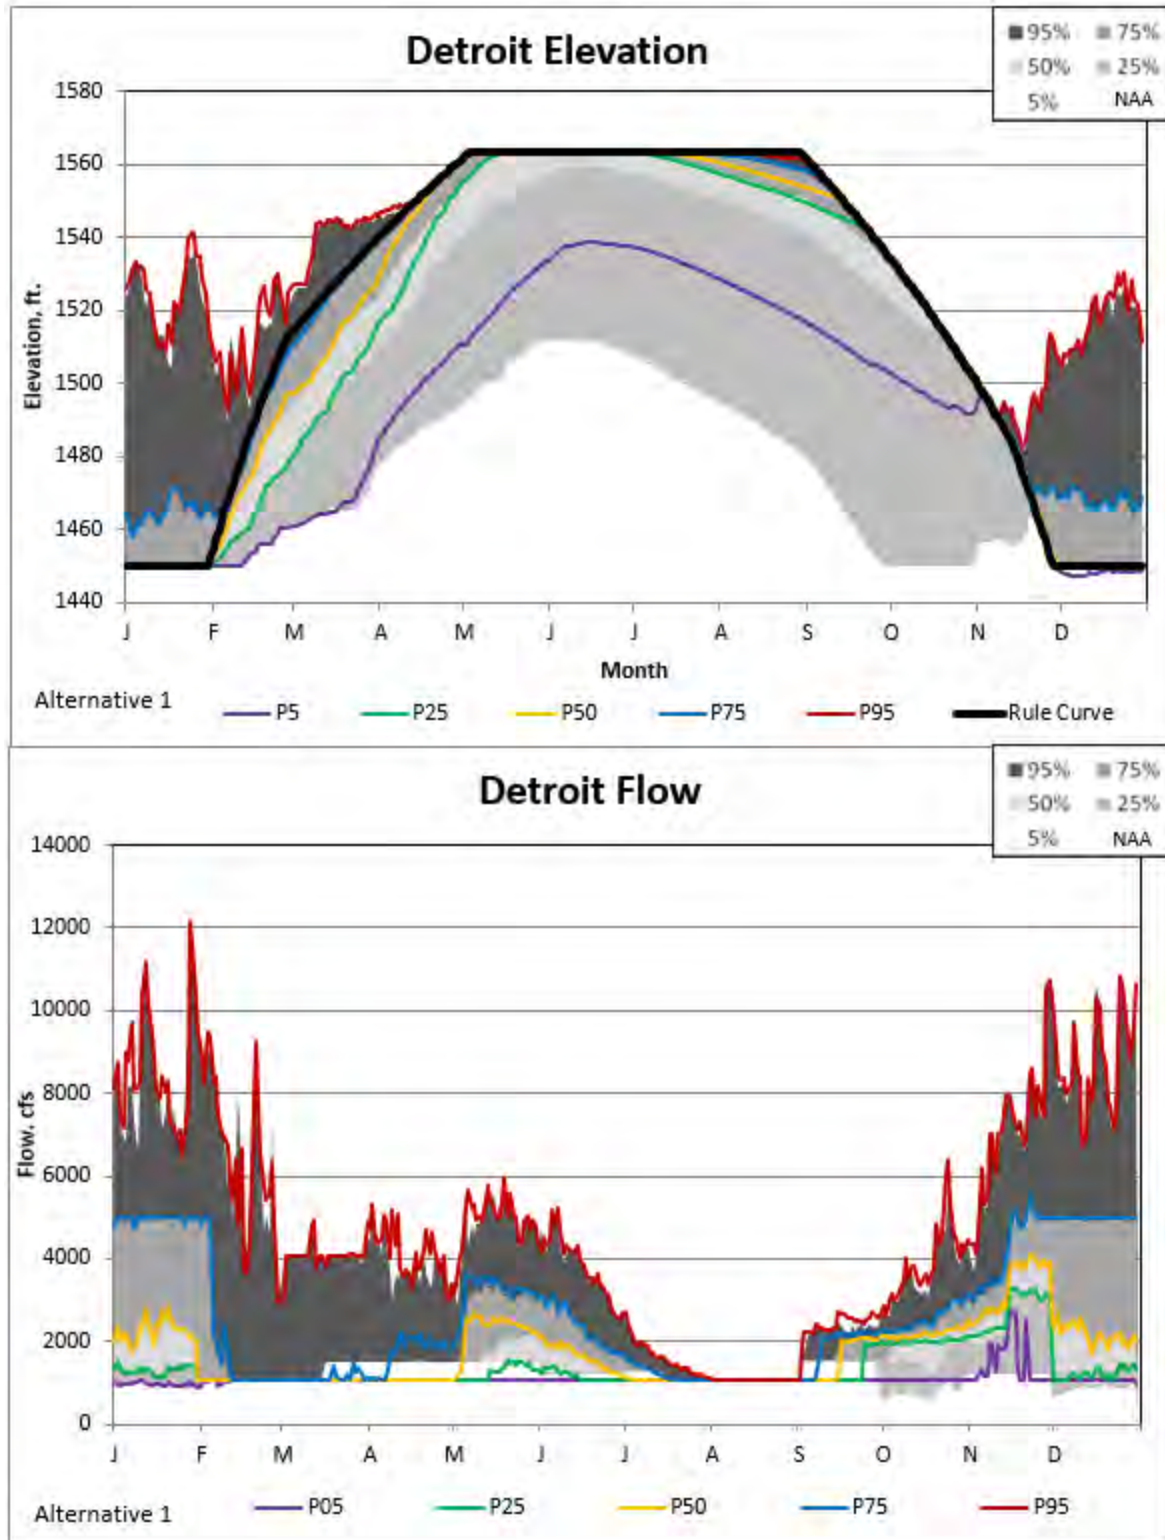 Detroit Elevation
95% 75%
50% 25%
5% NAA
1580
1560
1540
1520
1500
1480
1460
1440
Elevation, ft.
J F M A M J J A S O N D
Month
Alternative 1
P5 P25 P50 P75 P95 Rule Curve
Detroit Flow
95% 75%
50% 25%
5% NAA
14000
12000
10000
8000
6000
4000
2000
0
Flow, cfs
J F M A M J J A S O N D
Alternative 1
P05 P25 P50 P75 P95